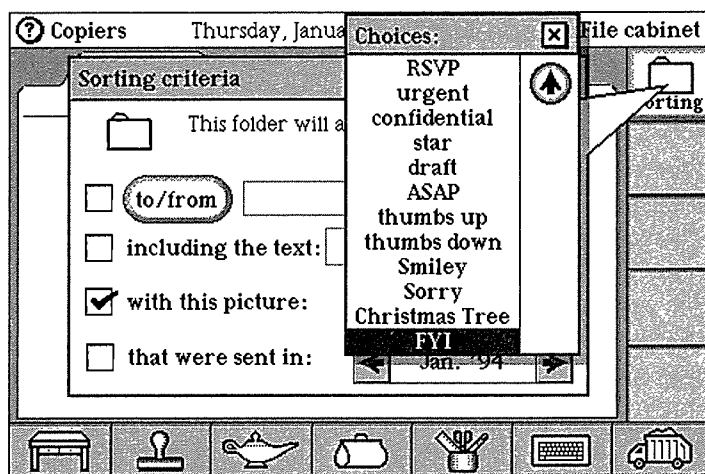 ? Copiers
Thursday, Janua
File cabinet
Choices:
RSVP
urgent
confidential
star
draft
ASAP
thumbs up
thumbs down
Smiley
Sorry
Christmas Tree
FYI
Sorting criteria
This folder will a
to/from
including the text:
with this picture:
that were sent in:
Jan. '94
orting